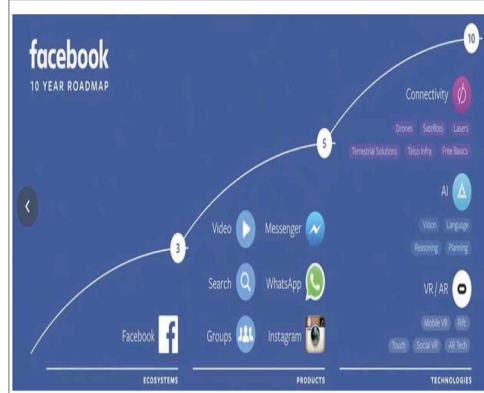 facebook
10 YEAR ROADMAP
10
5
3
Facebook
ECOSYSTEMS
Video
Messenger
Search
WhatsApp
Groups
Instagram
PRODUCTS
Connectivity
Drones Satellites Lasers
Terrestrial Solutions Telco Infra Free Basics
AI
Vision Language
Reasoning Planning
VR / AR
Mobile VR Rift
Touch Social VR AR Tech
TECHNOLOGIES